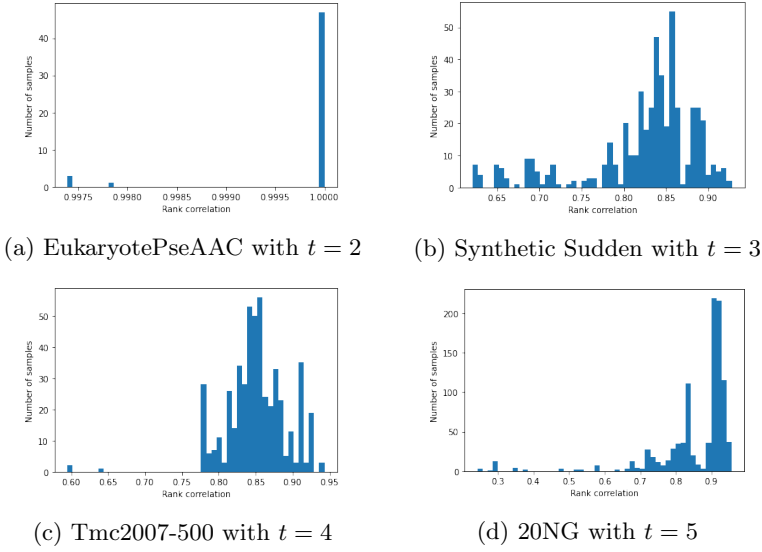 40
30
20
10
0
Number of samples
0.9975 0.9980 0.9985 0.9990 0.9995 1.0000
Rank correlation
(a) EukaryotePseAAC with t = 2
50
40
30
20
10
0
Number of samples
0.65 0.70 0.75 0.80 0.85 0.90
Rank correlation
(b) Synthetic Sudden with t = 3
50
40
30
20
10
0
Number of samples
0.60 0.65 0.70 0.75 0.80 0.85 0.90 0.95
Rank correlation
(c) Tmc2007-500 with t = 4
200
150
100
50
0
Number of samples
0.3 0.4 0.5 0.6 0.7 0.8 0.9
Rank correlation
(d) 20NG with t = 5